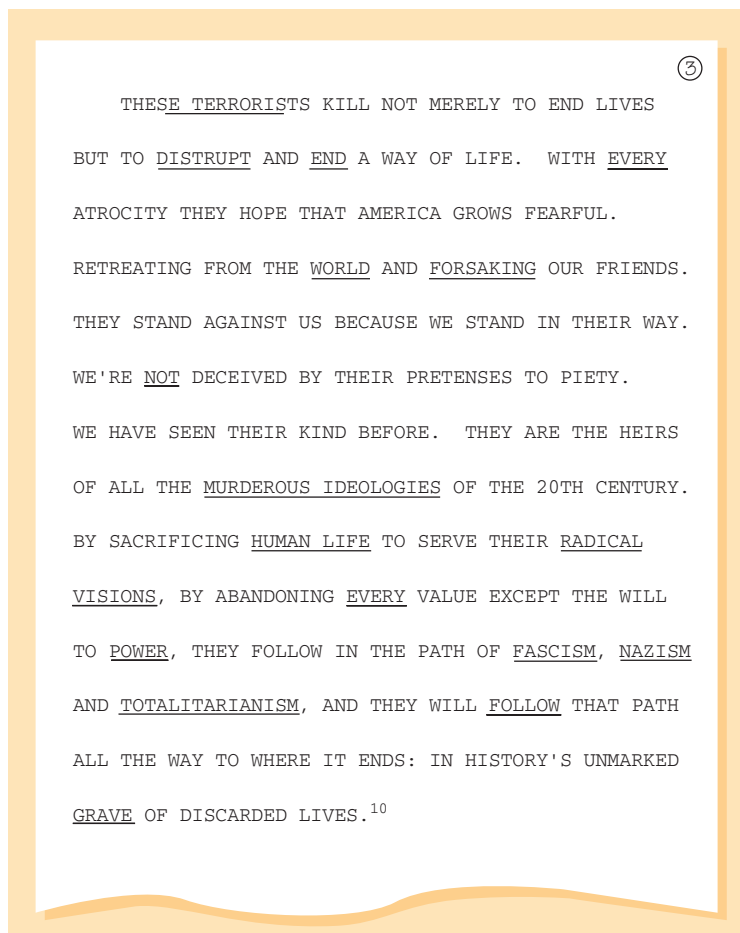 3
THESE TERRORISTS KILL NOT MERELY TO END LIVES
BUT TO DISTRUPT AND END A WAY OF LIFE. WITH EVERY
ATROCITY THEY HOPE THAT AMERICA GROWS FEARFUL.
RETREATING FROM THE WORLD AND FORSAKING OUR FRIENDS.
THEY STAND AGAINST US BECAUSE WE STAND IN THEIR WAY.
WE'RE NOT DECEIVED BY THEIR PRETENSES TO PIETY.
WE HAVE SEEN THEIR KIND BEFORE. THEY ARE THE HEIRS
OF ALL THE MURDEROUS IDEOLOGIES OF THE 20TH CENTURY.
BY SACRIFICING HUMAN LIFE TO SERVE THEIR RADICAL
VISIONS, BY ABANDONING EVERY VALUE EXCEPT THE WILL
TO POWER, THEY FOLLOW IN THE PATH OF FASCISM, NAZISM
AND TOTALITARIANISM, AND THEY WILL FOLLOW THAT PATH
ALL THE WAY TO WHERE IT ENDS: IN HISTORY'S UNMARKED
GRAVE OF DISCARDED LIVES.10